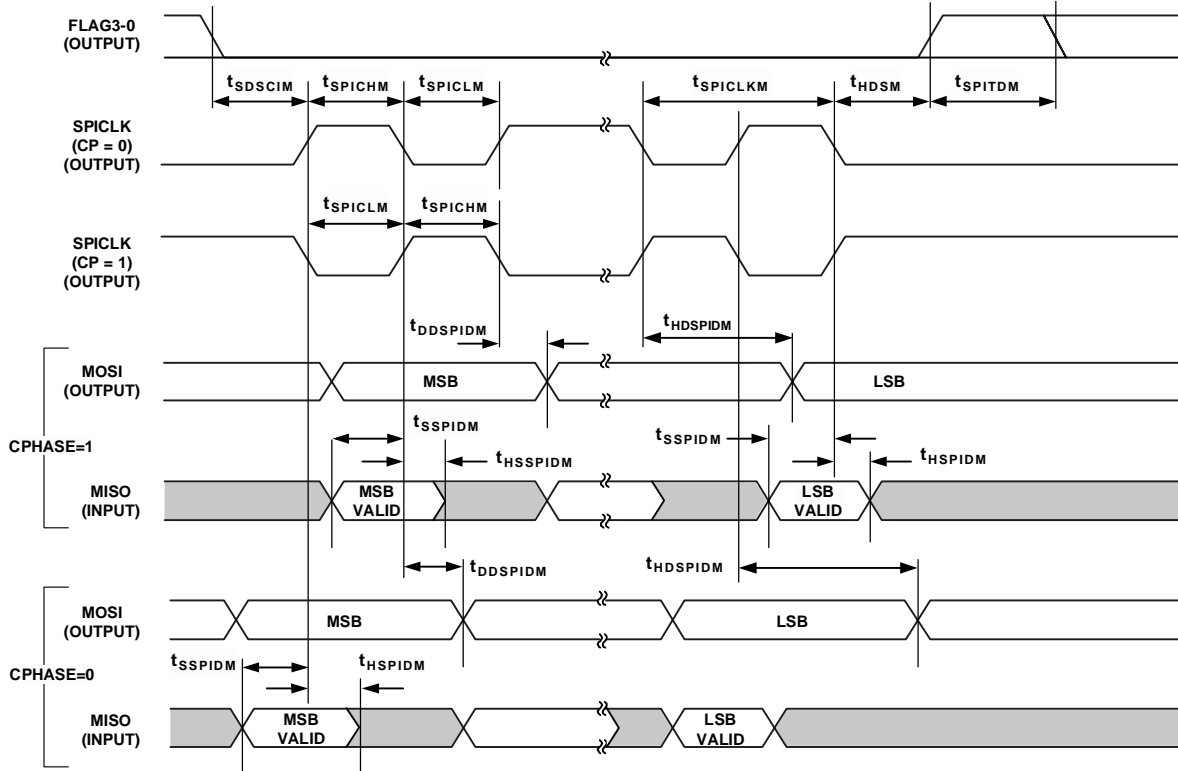 FLAG3-0
(OUTPUT)
tSDSCIM
tSPICHM
tSPICLM
tSPICLKM
tHDSM
tSPITDM
SPICLK
(CP = 0)
(OUTPUT)
tSPICLM
tSPICHM
SPICLK
(CP = 1)
(OUTPUT)
tDDSPIDM
tHDSPIDM
MOSI
(OUTPUT)
MSB
LSB
CPHASE=1
tSSPIDM
tSSPIDM
tHSSPIDM
tHSPIDM
MISO
(INPUT)
MSB
VALID
LSB
VALID
tDDSPIDM
tHDSPIDM
MOSI
(OUTPUT)
MSB
LSB
CPHASE=0
tSSPIDM
tHSPIDM
MISO
(INPUT)
MSB
VALID
LSB
VALID